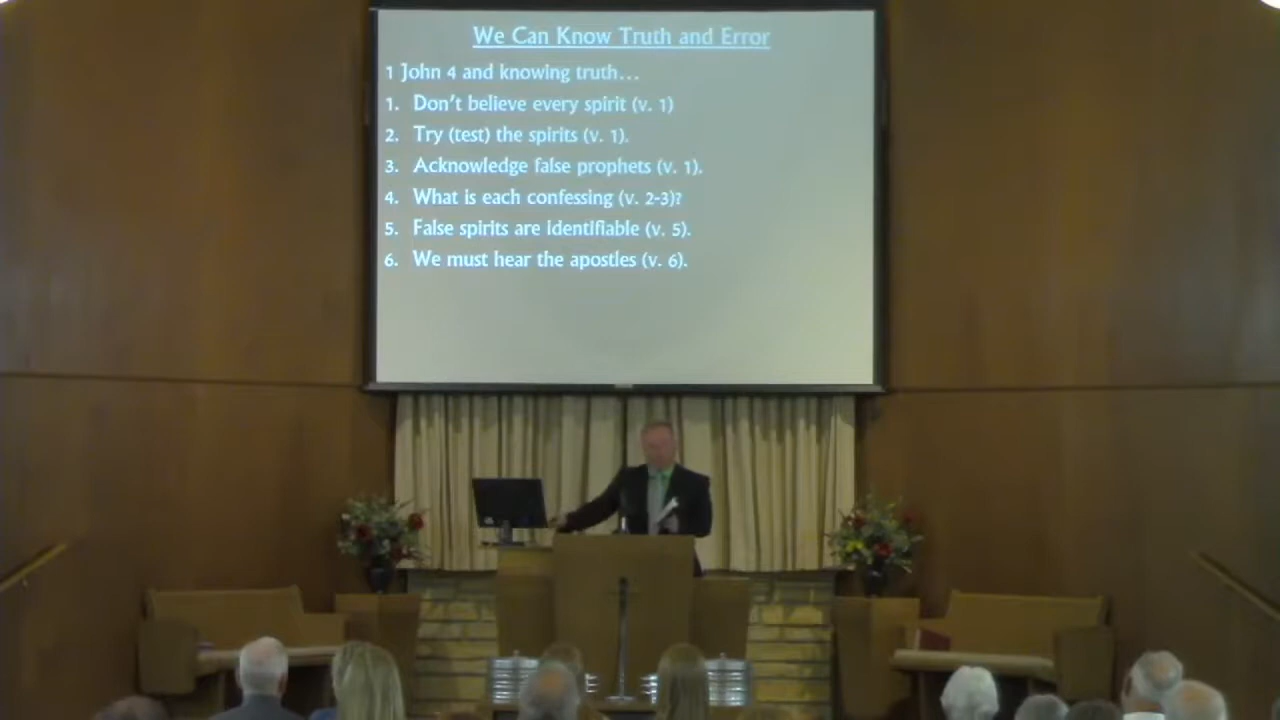 We Can Know Truth and Error
1 John 4 and knowing truth...
1. Don't believe every spirit (v. 1)
2. Try (test) the spirits (v. 1).
3. Acknowledge false prophets (v. 1).
4. What is each confessing (v. 2-3)?
5. False spirits are identifiable (v. 5).
6. We must hear the apostles (v. 6).